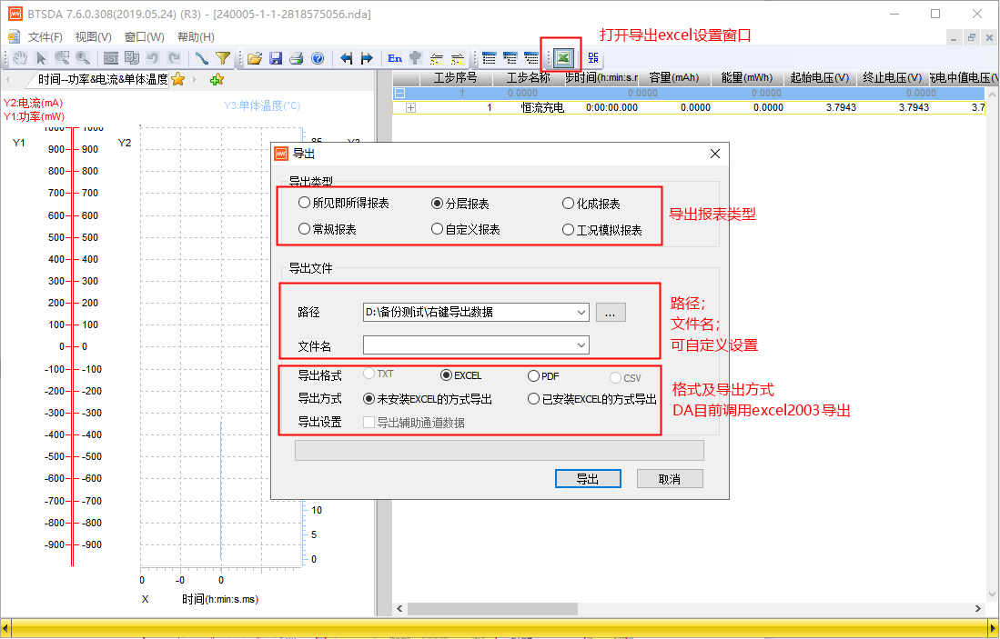 BTSDA 7.6.0.308(2019.05.24) (R3) - [240005-1-1-2818575056.nda]
文件(F) 视图(V) 窗口(W) 帮助(H)
打开导出excel设置窗口
RST En
时间--功率&电流&单体温度
工步序号 工步名称 步时间(h:min:s.r 容量(mAh) 能量(mWh) 起始电压(V) 终止电压(V) 充电中值电压(V
1 0.0000 0.0000 0.0000 0.0000
1 恒流充电 0:00:00.000 0.0000 0.0000 3.7943 3.7943 3.7
Y2:电流(mA)
Y3:单体温度(°C)
Y1:功率(mW)
1000 1000
Y1 Y2 85 Y3
900 900
800 800
700 700
600 600
500 500
400 400
300 300
200 200
100 100
0 0
-100 -100
-200 -200
-300 -300
-400 -400
-500 -500
-600 -600
-700 -700
-800 -800
-900 -900
10
5
0
0 -0 0
X 时间(h:min:s.ms)
导出
导出类型
所见即所得报表 分层报表 化成报表
常规报表 自定义报表 工况模拟报表
导出报表类型
导出文件
路径 D:\备份测试\右键导出数据 ...
文件名
路径；
文件名；
可自定义设置
导出格式 TXT EXCEL PDF CSV
导出方式 未安装EXCEL的方式导出 已安装EXCEL的方式导出
导出设置 导出辅助通道数据
格式及导出方式
DA目前调用excel2003导出
导出 取消